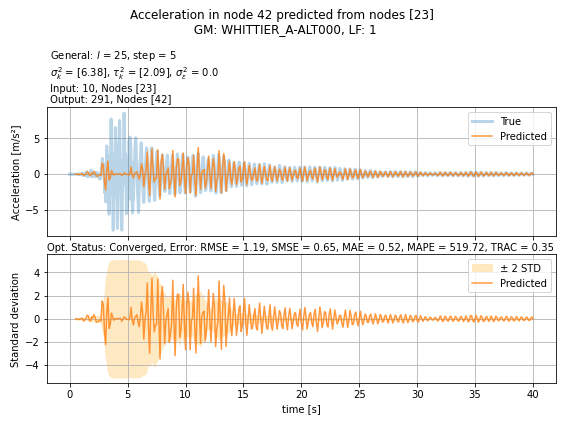 Acceleration in node 42 predicted from nodes [23]
GM: WHITTIER_A-ALT000, LF: 1
General: l = 25, step = 5
σ²ₖ = [6.38], τ²ₖ = [2.09], σ²ε = 0.0
Input: 10, Nodes [23]
Output: 291, Nodes [42]
True
Predicted
Acceleration [m/s²]
5
0
−5
Opt. Status: Converged, Error: RMSE = 1.19, SMSE = 0.65, MAE = 0.52, MAPE = 519.72, TRAC = 0.35
± 2 STD
Predicted
Standard deviation
4
2
0
−2
−4
0 5 10 15 20 25 30 35 40
time [s]